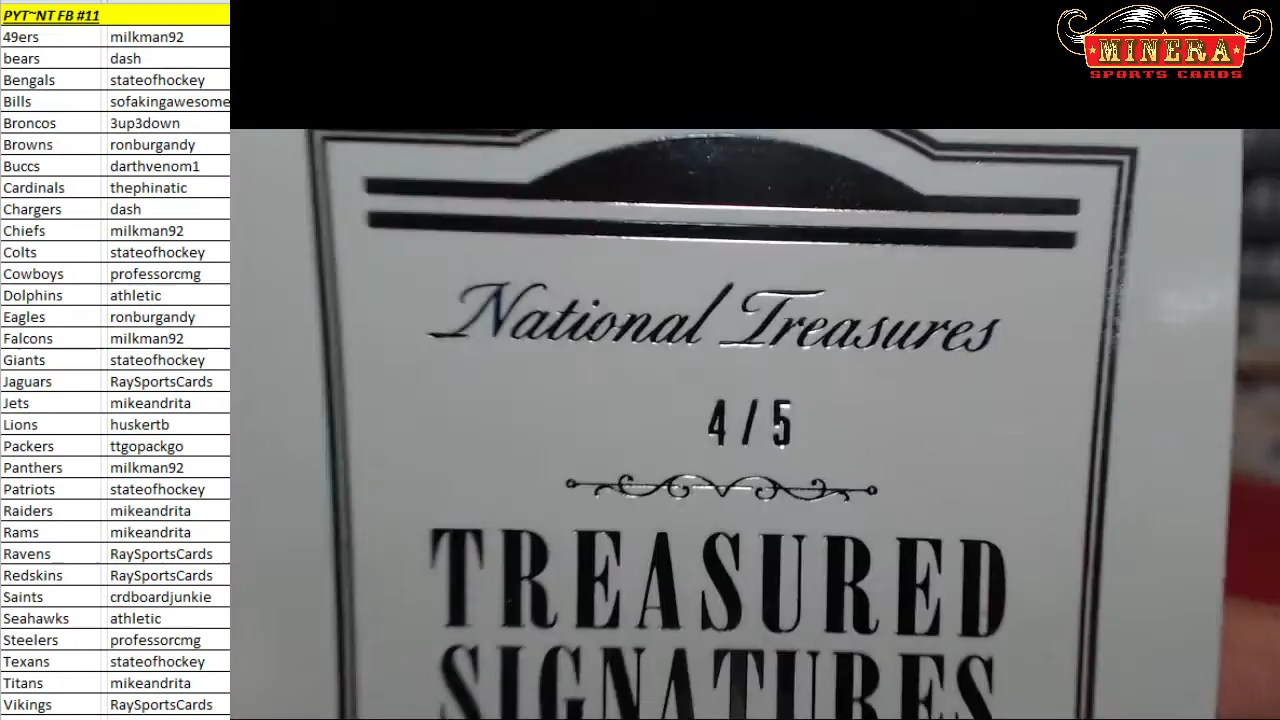 PYT~NT FB #11
49ers milkman92
bears dash
Bengals stateofhockey
Bills sofakingawesome
Broncos 3up3down
Browns ronburgandy
Buccs darthvenom1
Cardinals thephinatic
Chargers dash
Chiefs milkman92
Colts stateofhockey
Cowboys professorcmg
Dolphins athletic
Eagles ronburgandy
Falcons milkman92
Giants stateofhockey
Jaguars RaySportsCards
Jets mikeandrita
Lions huskertb
Packers ttgopackgo
Panthers milkman92
Patriots stateofhockey
Raiders mikeandrita
Rams mikeandrita
Ravens RaySportsCards
Redskins RaySportsCards
Saints crdboardjunkie
Seahawks athletic
Steelers professorcmg
Texans stateofhockey
Titans mikeandrita
Vikings RaySportsCards
MINERA
SPORTS CARDS
National Treasures
4/5
TREASURED
SIGNATURES